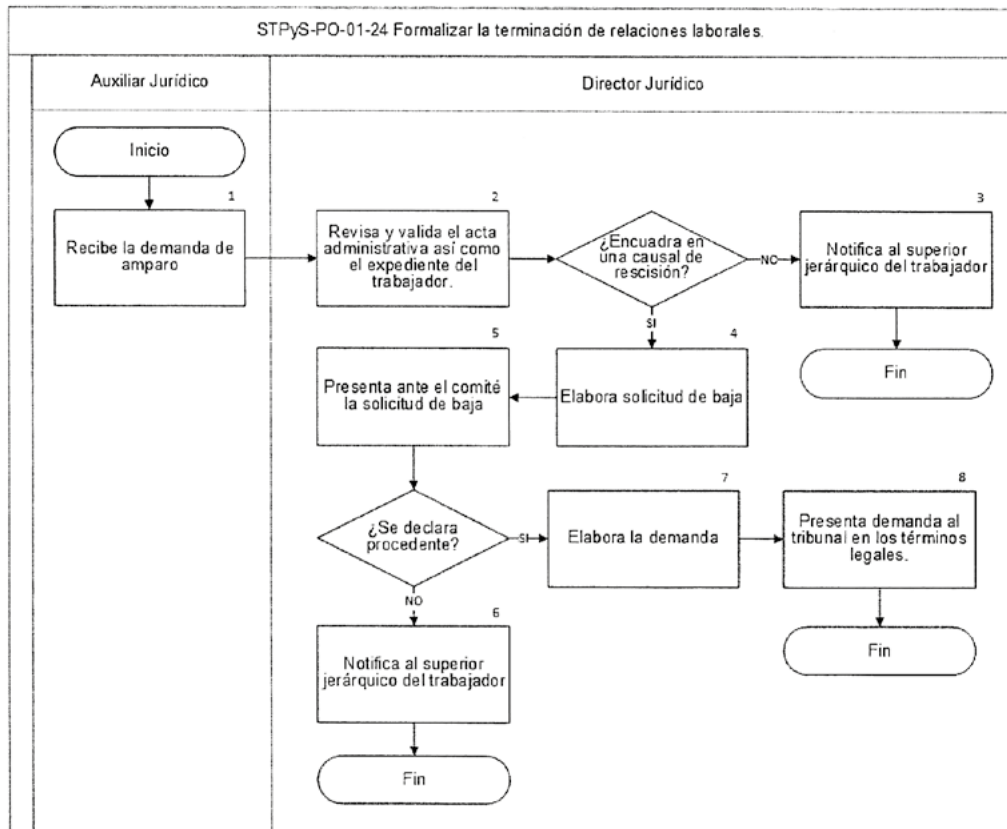 STPyS-PO-01-24 Formalizar la terminación de relaciones laborales.
Auxiliar Jurídico
Director Jurídico
Inicio
1
Recibe la demanda de
amparo
2
Revisa y valida el acta
administrativa así como
el expediente del
trabajador.
¿Encuadra en
una causal de
rescisión?
NO
3
Notifica al superior
jerárquico del trabajador
Fin
SI
4
Elabora solicitud de baja
5
Presenta ante el comité
la solicitud de baja
¿Se declara
procedente?
SI
7
Elabora la demanda
8
Presenta demanda al
tribunal en los términos
legales.
Fin
NO
6
Notifica al superior
jerárquico del trabajador
Fin